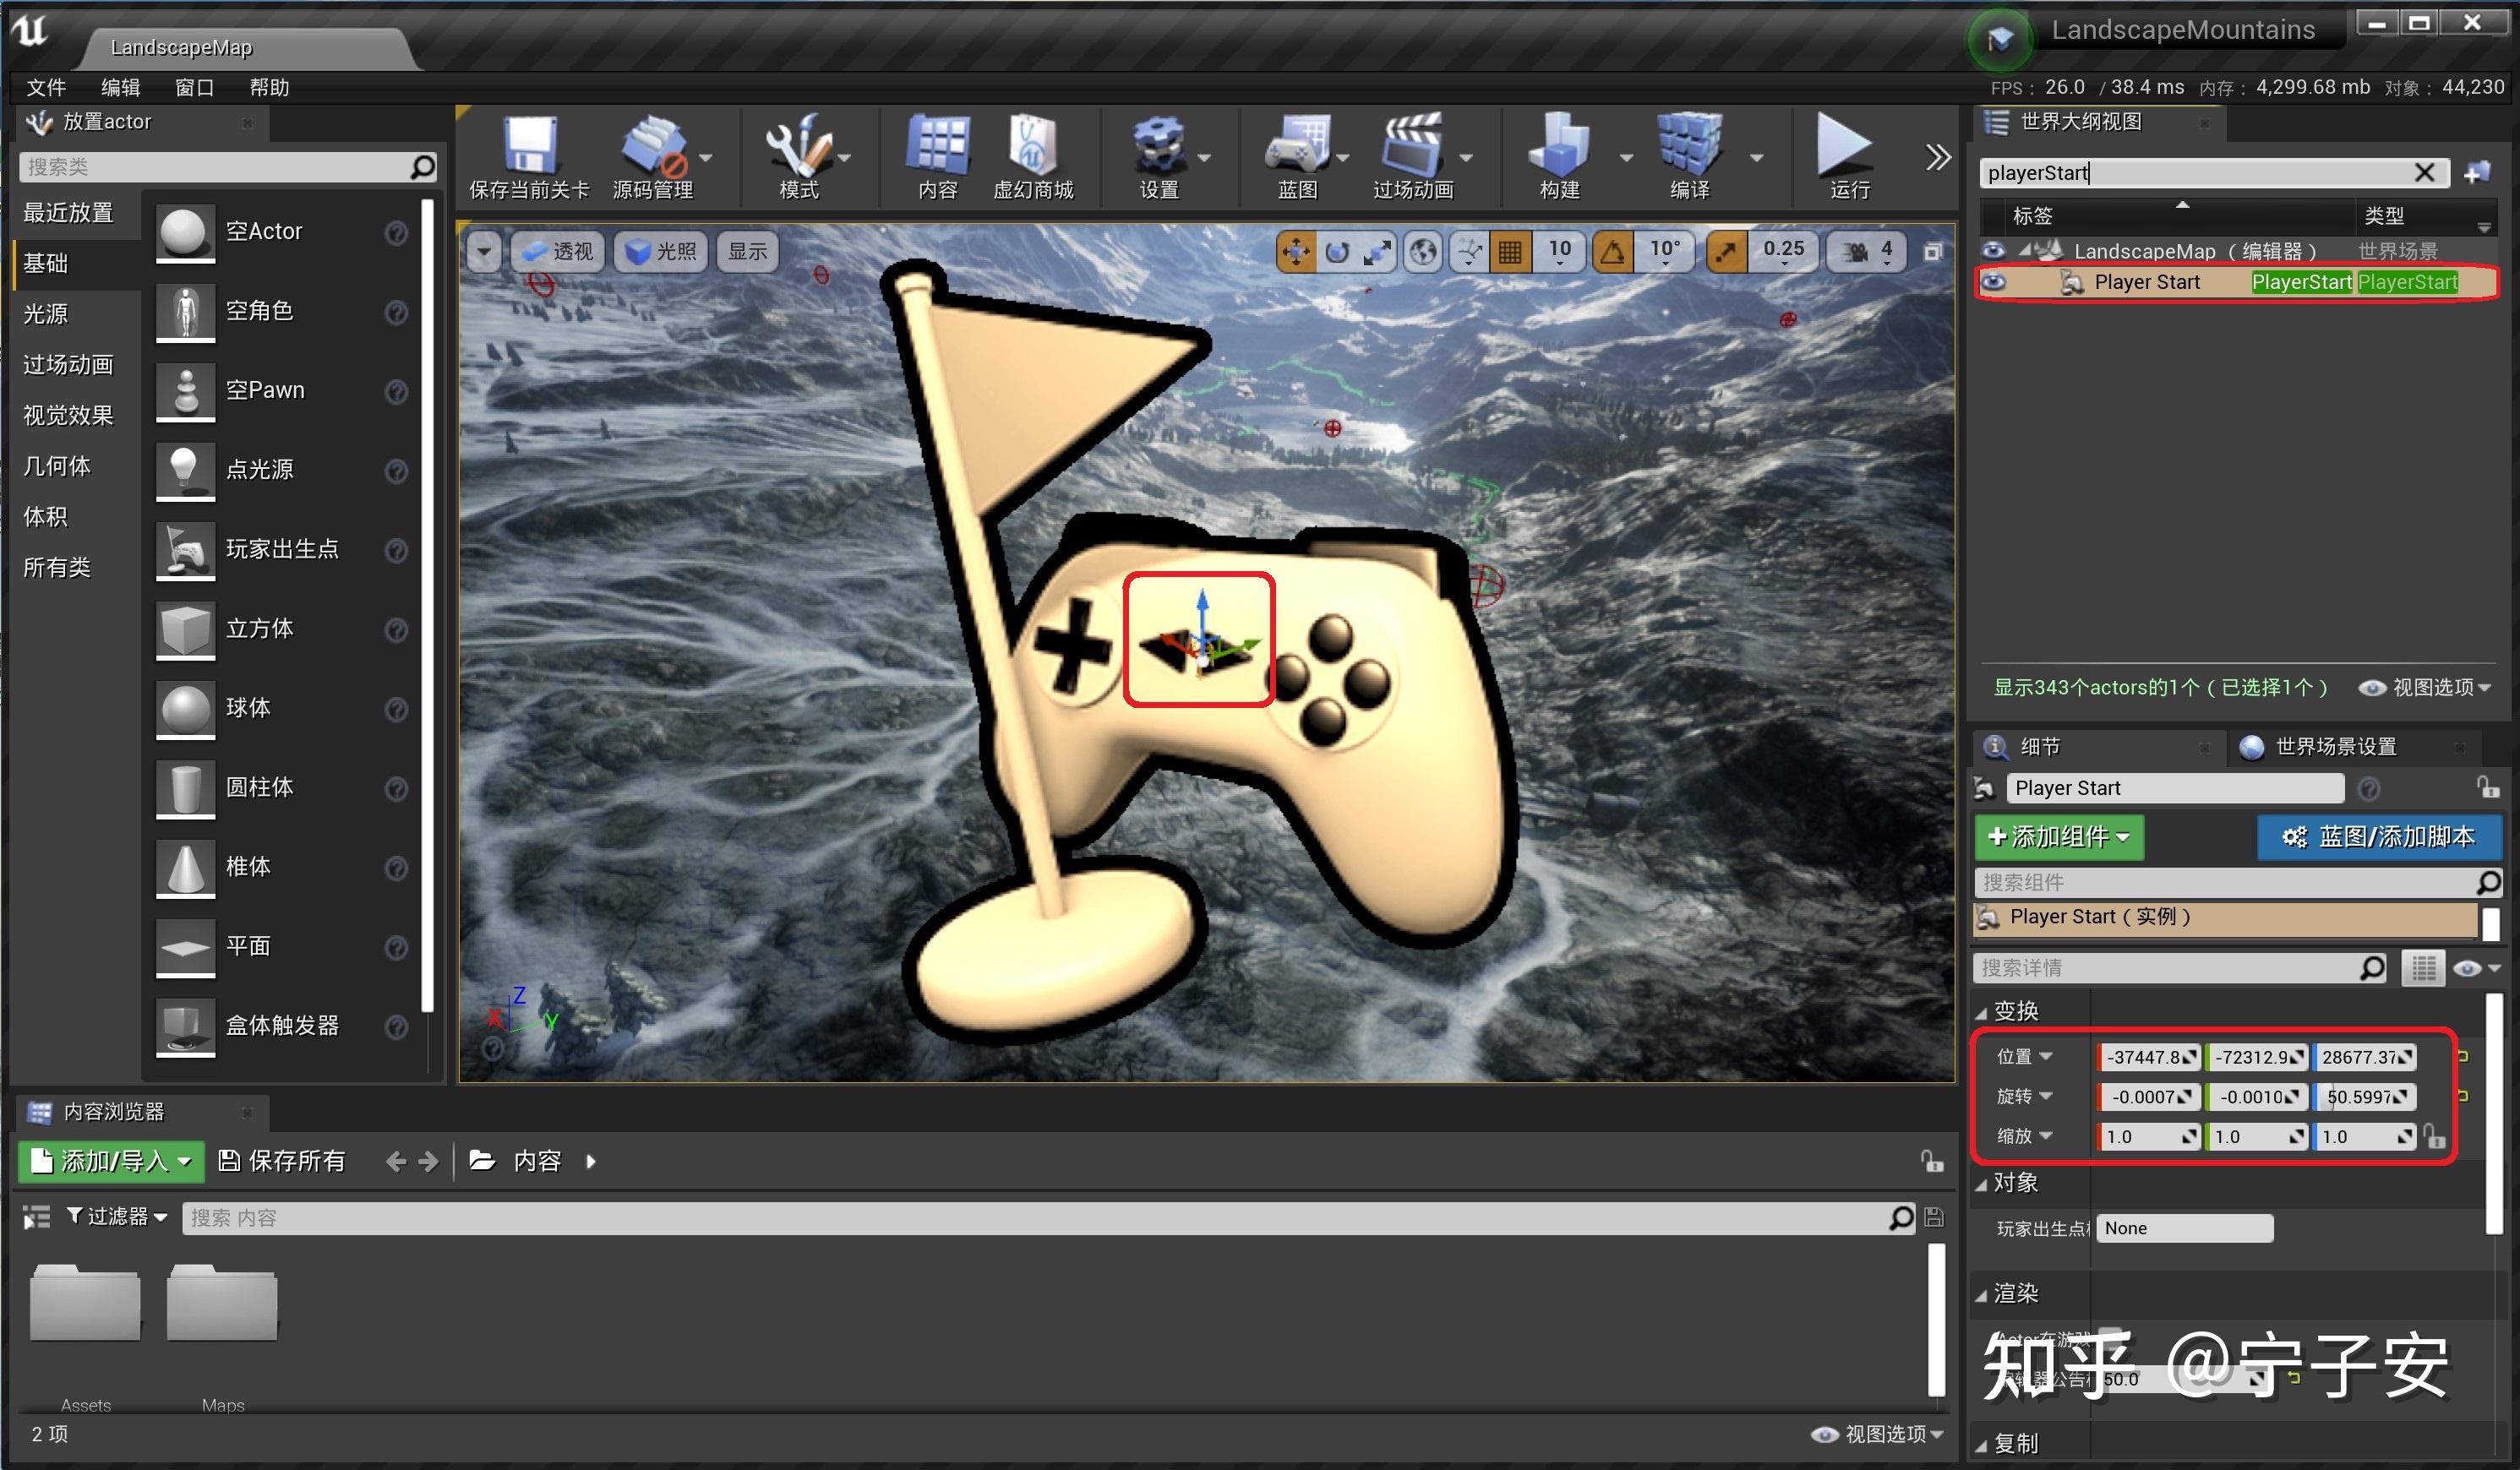 LandscapeMap
LandscapeMountains
文件 编辑 窗口 帮助
FPS： 26.0 / 38.4 ms 内存： 4,299.68 mb 对象： 44,230
放置actor
搜索类
最近放置
基础
光源
过场动画
视觉效果
几何体
体积
所有类
空Actor
空角色
空Pawn
点光源
玩家出生点
立方体
球体
圆柱体
椎体
平面
盒体触发器
保存当前关卡 源码管理 模式 内容 虚幻商城 设置 蓝图 过场动画 构建 编译 运行
透视 光照 显示
10 10° 0.25 4
Z
X Y
世界大纲视图
playerStart
标签 类型
LandscapeMap（编辑器） 世界场景
Player Start PlayerStart PlayerStart
显示343个actors的1个（已选择1个） 视图选项
细节 世界场景设置
Player Start
添加组件 蓝图/添加脚本
搜索组件
Player Start（实例）
搜索详情
变换
位置 -37447.8 -72312.9 28677.37
旋转 -0.0007 -0.0010 50.5997
缩放 1.0 1.0 1.0
对象
玩家出生点 None
渲染
Actor在游戏
辑器公告 50.0
知乎 @宁子安
复制
内容浏览器
添加/导入 保存所有 内容
过滤器 搜索 内容
Assets Maps
2 项 视图选项